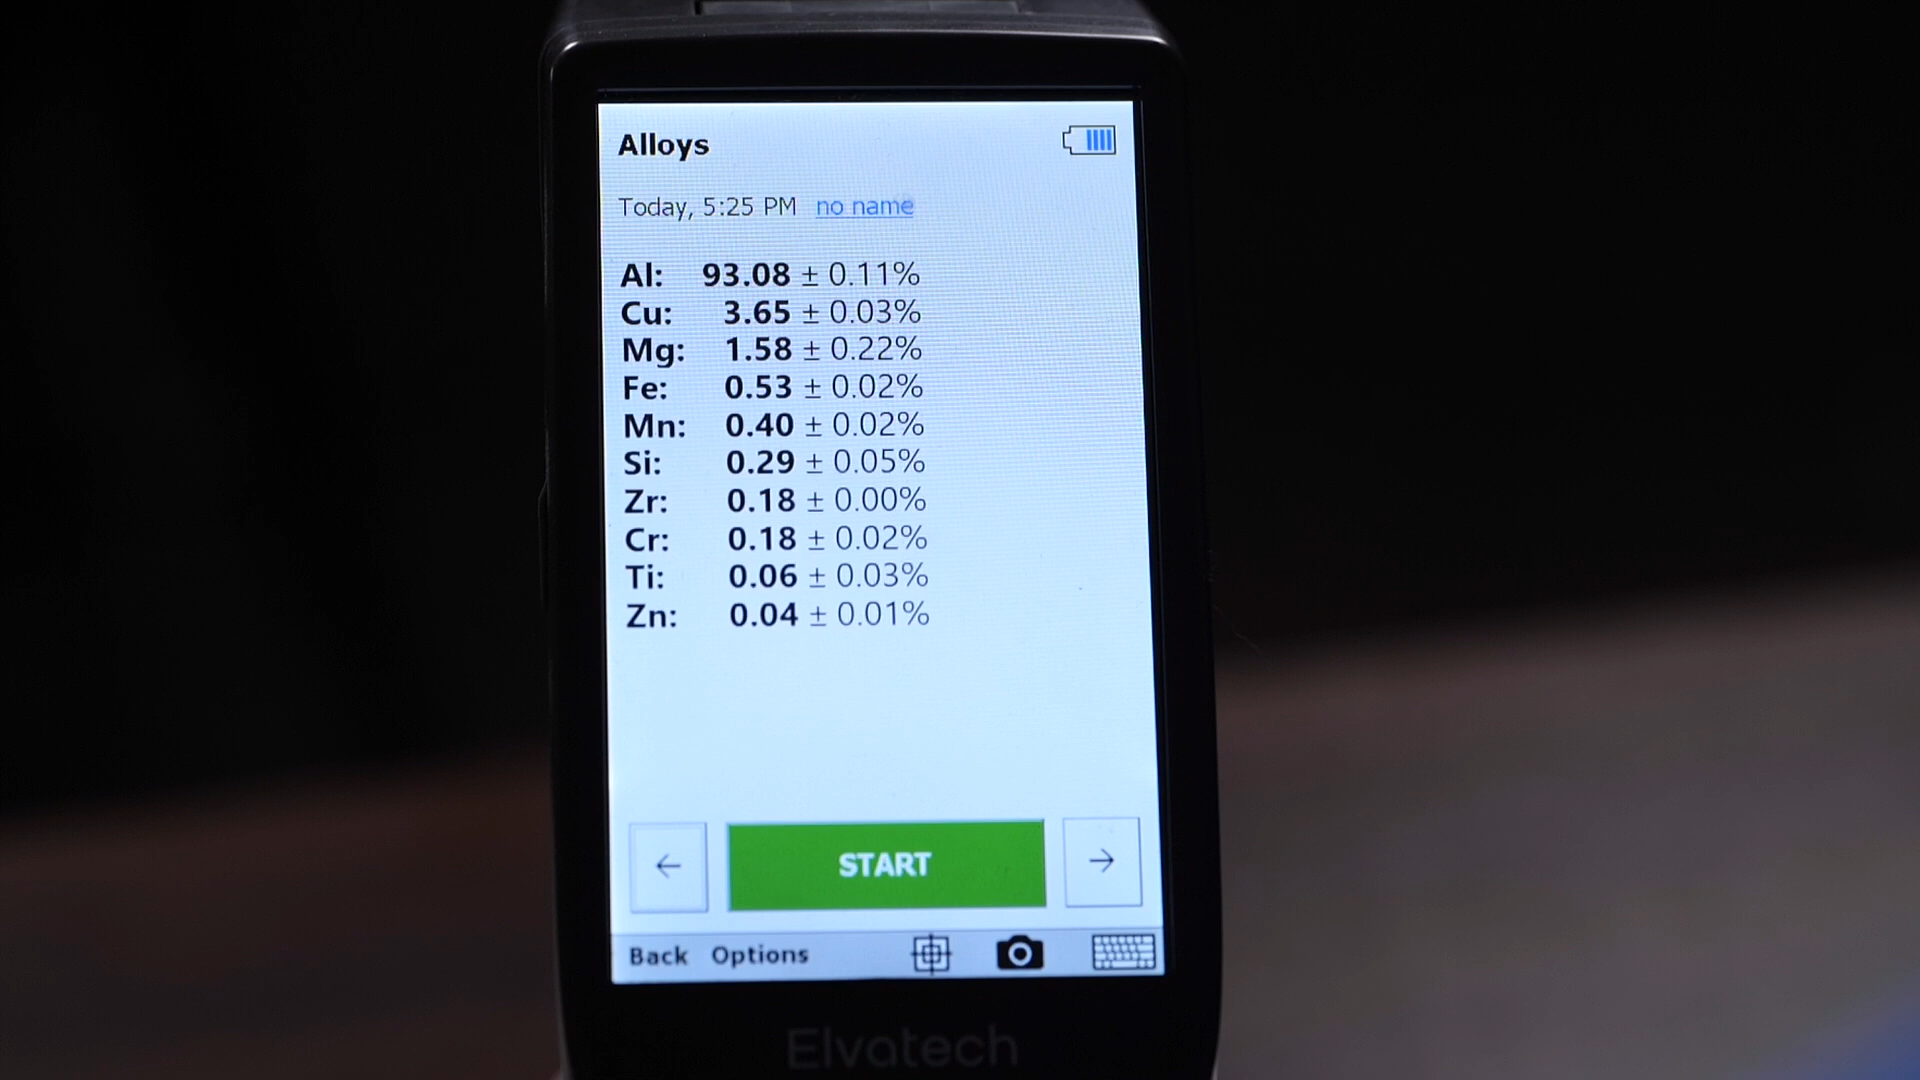 Alloys
Today, 5:25 PM no name
Al: 93.08 ± 0.11%
Cu: 3.65 ± 0.03%
Mg: 1.58 ± 0.22%
Fe: 0.53 ± 0.02%
Mn: 0.40 ± 0.02%
Si: 0.29 ± 0.05%
Zr: 0.18 ± 0.00%
Cr: 0.18 ± 0.02%
Ti: 0.06 ± 0.03%
Zn: 0.04 ± 0.01%
← START →
Back Options
Elvatech